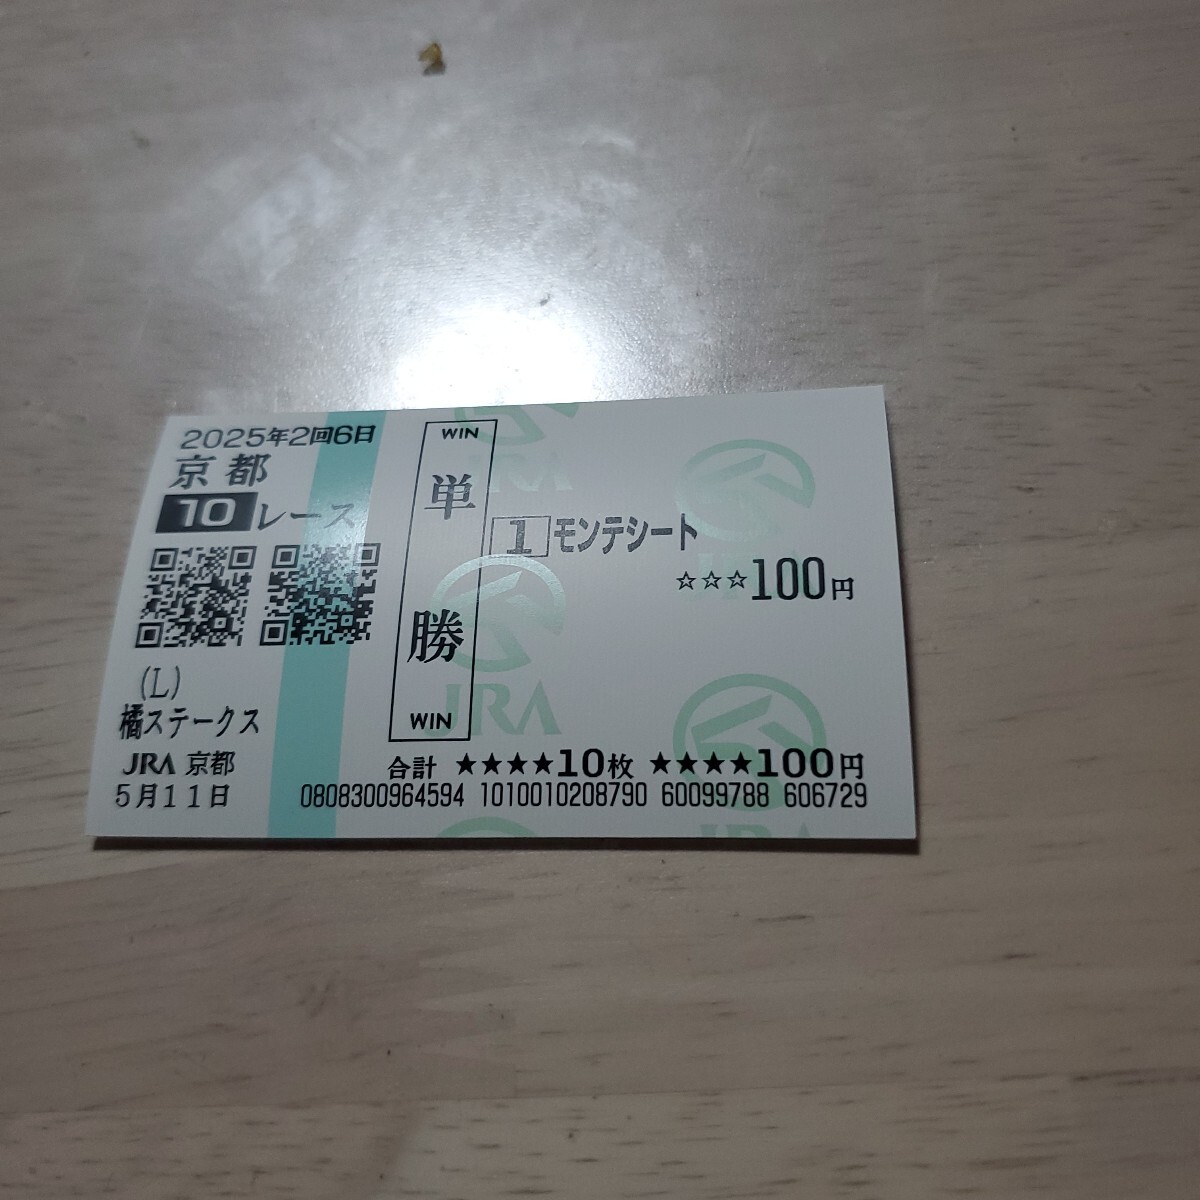 2025年2回6日
京都
10レース
(L)
橘ステークス
JRA 京都
5月11日
WIN
単勝
WIN
1 モンテシート
☆☆☆100円
合計 ★★★★10枚 ★★★★100円
0808300964594 1010010208790 60099788 606729
JRA
JRA